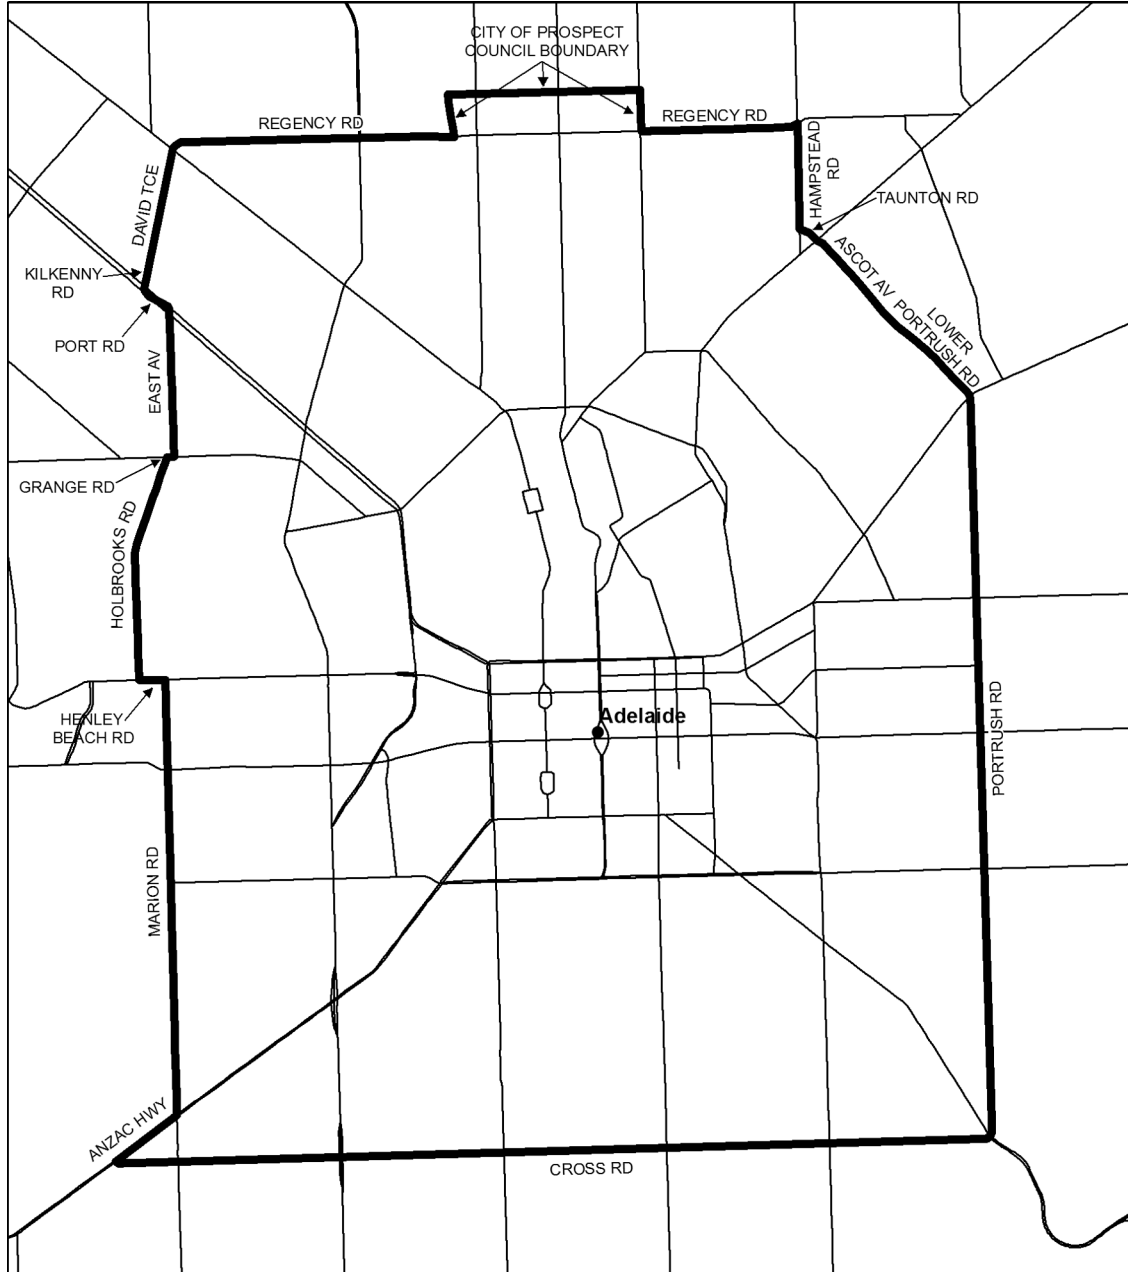 CITY OF PROSPECT
COUNCIL BOUNDARY
REGENCY RD
REGENCY RD
HAMPSTEAD
RD
TAUNTON RD
DAVID TCE
ASCOT AV
KILKENNY
RD
LOWER
PORTRUSH RD
PORT RD
EAST AV
GRANGE RD
HOLBROOKS RD
HENLEY
BEACH RD
Adelaide
PORTRUSH RD
MARION RD
ANZAC HWY
CROSS RD